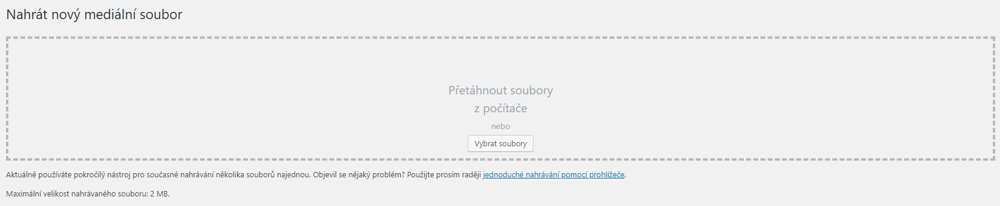 Nahrát nový mediální soubor
Přetáhnout soubory
z počítače
nebo
Vybrat soubory
Aktuálně používáte pokročilý nástroj pro současné nahrávání několika souborů najednou. Objevil se nějaký problém? Použijte prosím raději jednoduché nahrávání pomocí prohlížeče.
Maximální velikost nahrávaného souboru: 2 MB.